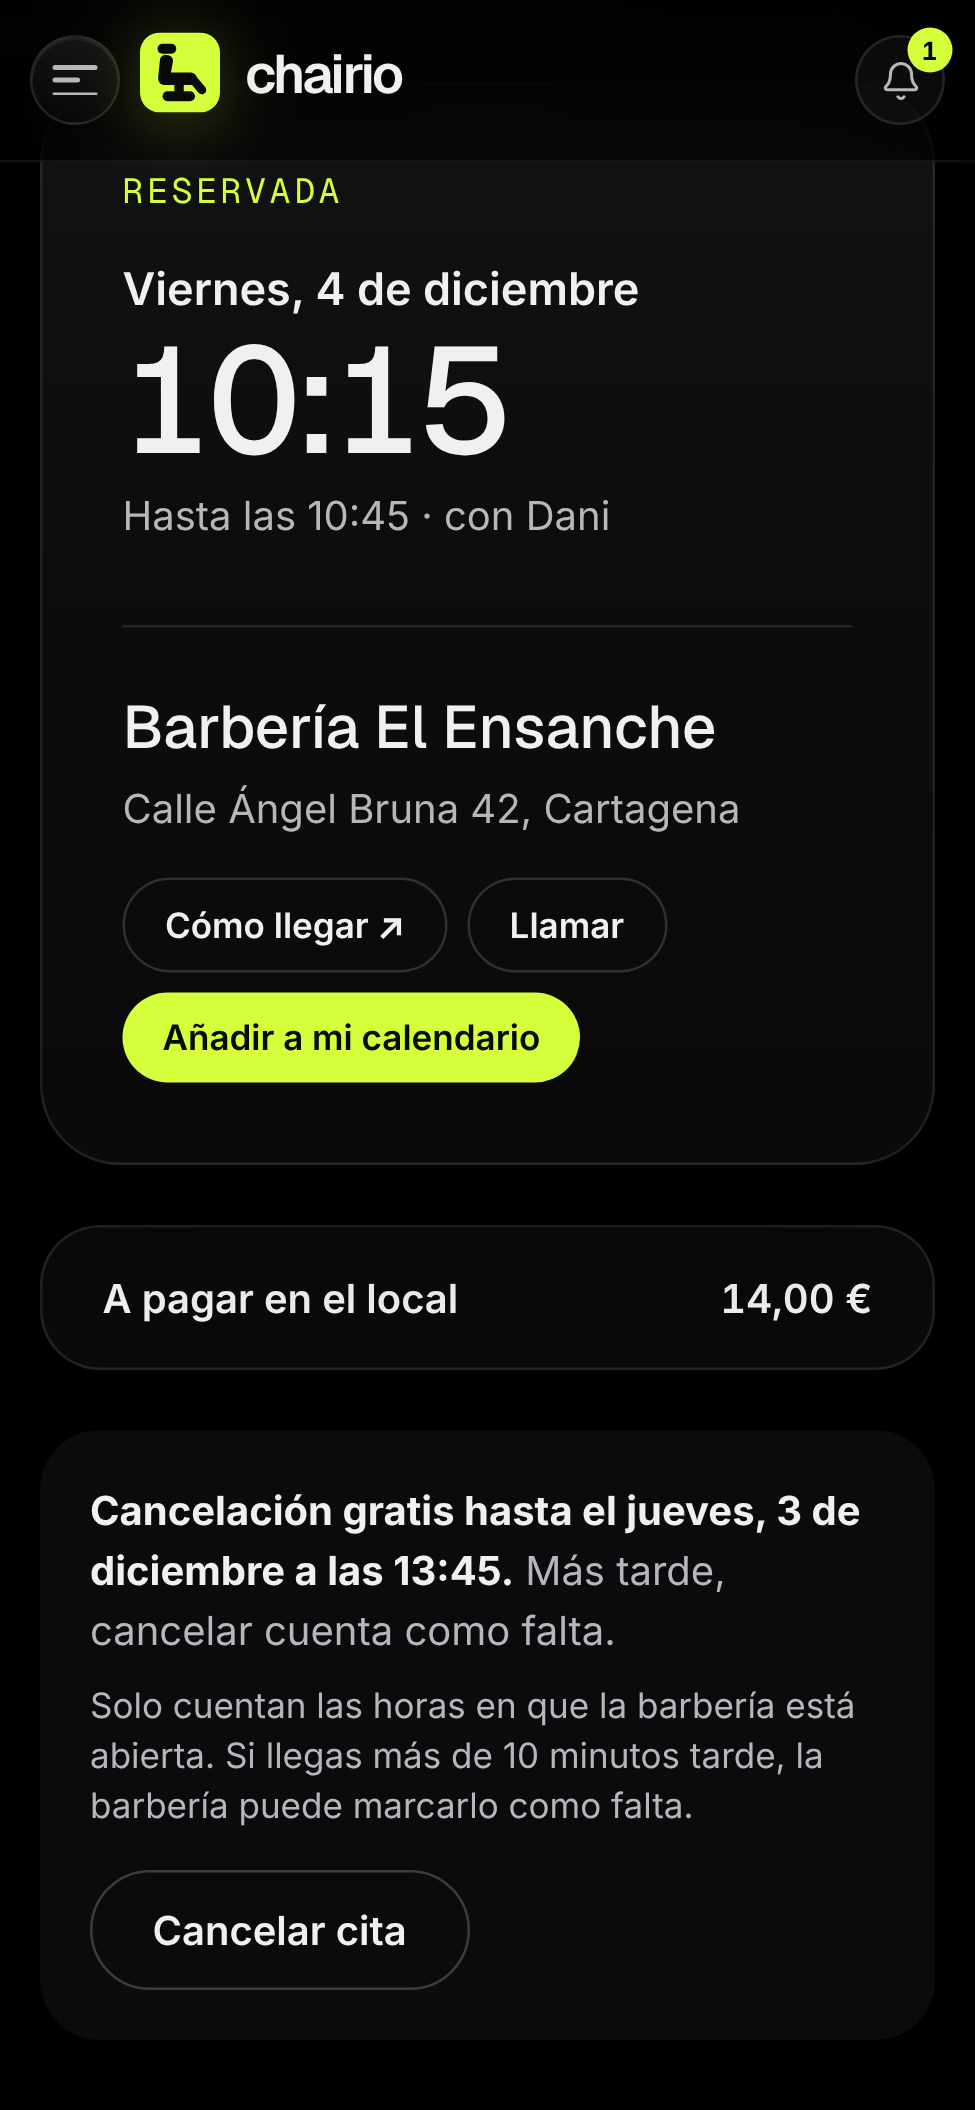 chairio
1
RESERVADA
Viernes, 4 de diciembre
10:15
Hasta las 10:45 · con Dani
Barbería El Ensanche
Calle Ángel Bruna 42, Cartagena
Cómo llegar ↗
Llamar
Añadir a mi calendario
A pagar en el local 14,00 €
Cancelación gratis hasta el jueves, 3 de
diciembre a las 13:45. Más tarde,
cancelar cuenta como falta.
Solo cuentan las horas en que la barbería está
abierta. Si llegas más de 10 minutos tarde, la
barbería puede marcarlo como falta.
Cancelar cita